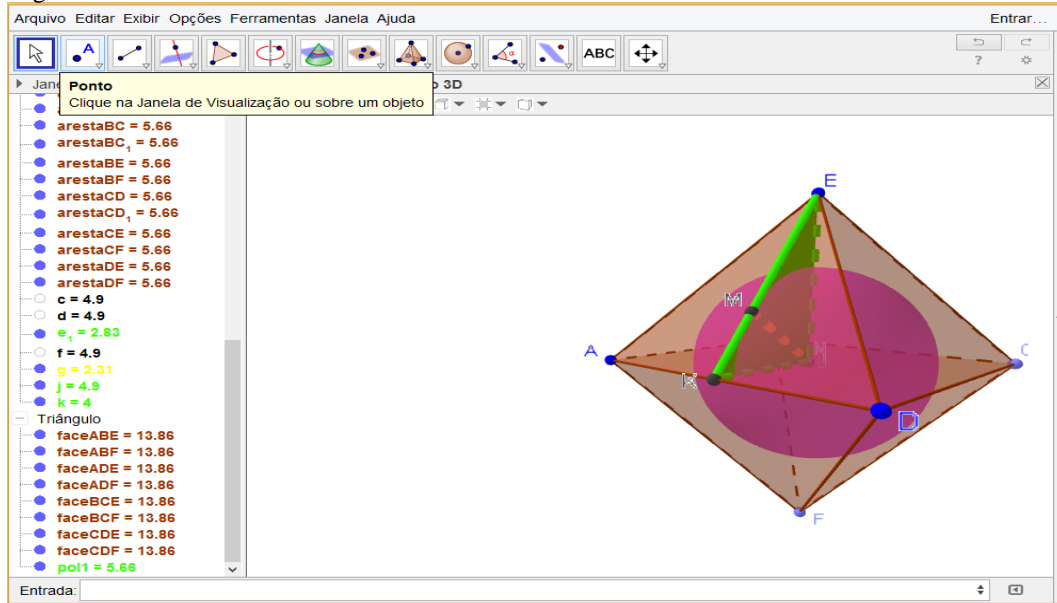 Arquivo Editar Exibir Opções Ferramentas Janela Ajuda
Entrar...
A
ABC
Ponto
Clique na Janela de Visualização ou sobre um objeto
Jane
3D
?
arestaBC = 5.66
arestaBC₁ = 5.66
arestaBE = 5.66
arestaBF = 5.66
arestaCD = 5.66
arestaCD₁ = 5.66
arestaCE = 5.66
arestaCF = 5.66
arestaDE = 5.66
arestaDF = 5.66
c = 4.9
d = 4.9
e₁ = 2.83
f = 4.9
g = 2.31
j = 4.9
k = 4
Triângulo
faceABE = 13.86
faceABF = 13.86
faceADE = 13.86
faceADF = 13.86
faceBCE = 13.86
faceBCF = 13.86
faceCDE = 13.86
faceCDF = 13.86
pol1 = 5.66
E
M
A
N
C
K
D
F
Entrada: